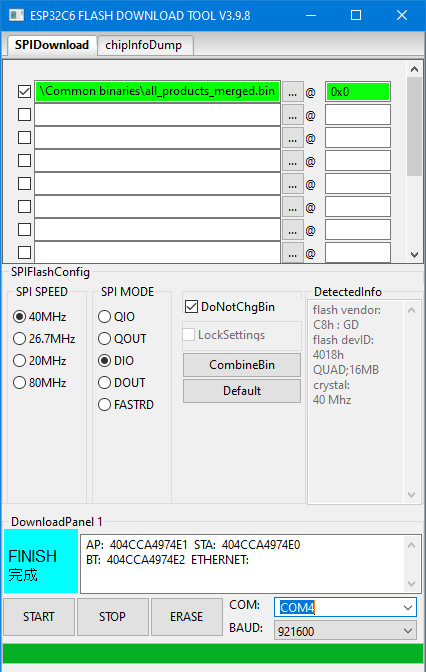 ESP32C6 FLASH DOWNLOAD TOOL V3.9.8
SPIDownload chipInfoDump
\Common binaries\all_products_merged.bin ... @ 0x0
... @
... @
... @
... @
... @
... @
... @
SPIFlashConfig
SPI SPEED
40MHz
26.7MHz
20MHz
80MHz
SPI MODE
QIO
QOUT
DIO
DOUT
FASTRD
DoNotChgBin
LockSettings
CombineBin
Default
DetectedInfo
flash vendor:
C8h : GD
flash devID:
4018h
QUAD;16MB
crystal:
40 Mhz
DownloadPanel 1
FINISH
完成
AP: 404CCA4974E1 STA: 404CCA4974E0
BT: 404CCA4974E2 ETHERNET:
START STOP ERASE
COM: COM4
BAUD: 921600